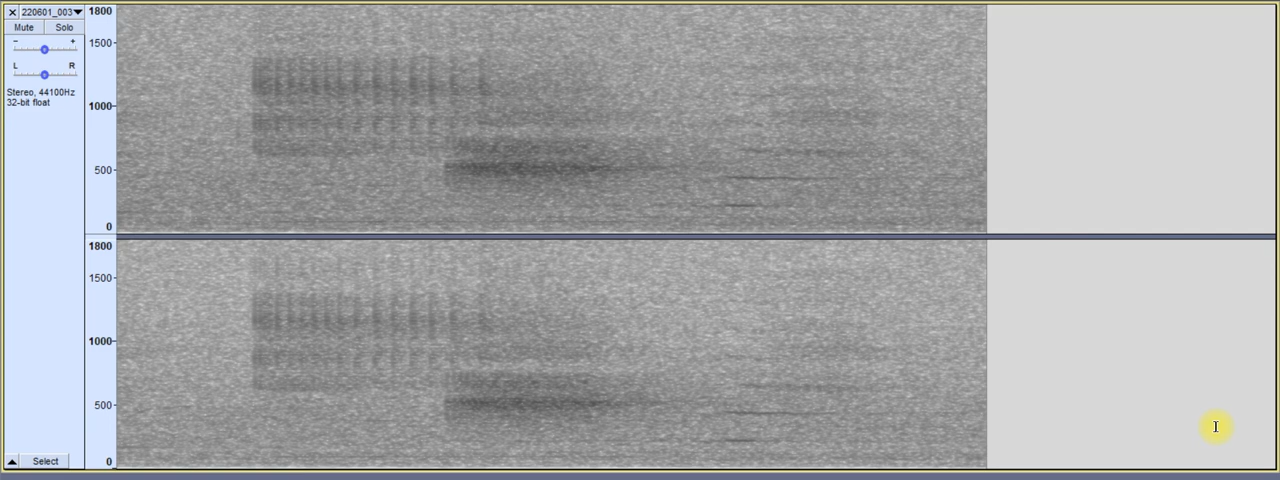 220601_003
Mute Solo
- +
L R
Stereo, 44100Hz
32-bit float
1800
1500
1000
500
0
1800
1500
1000
500
0
Select